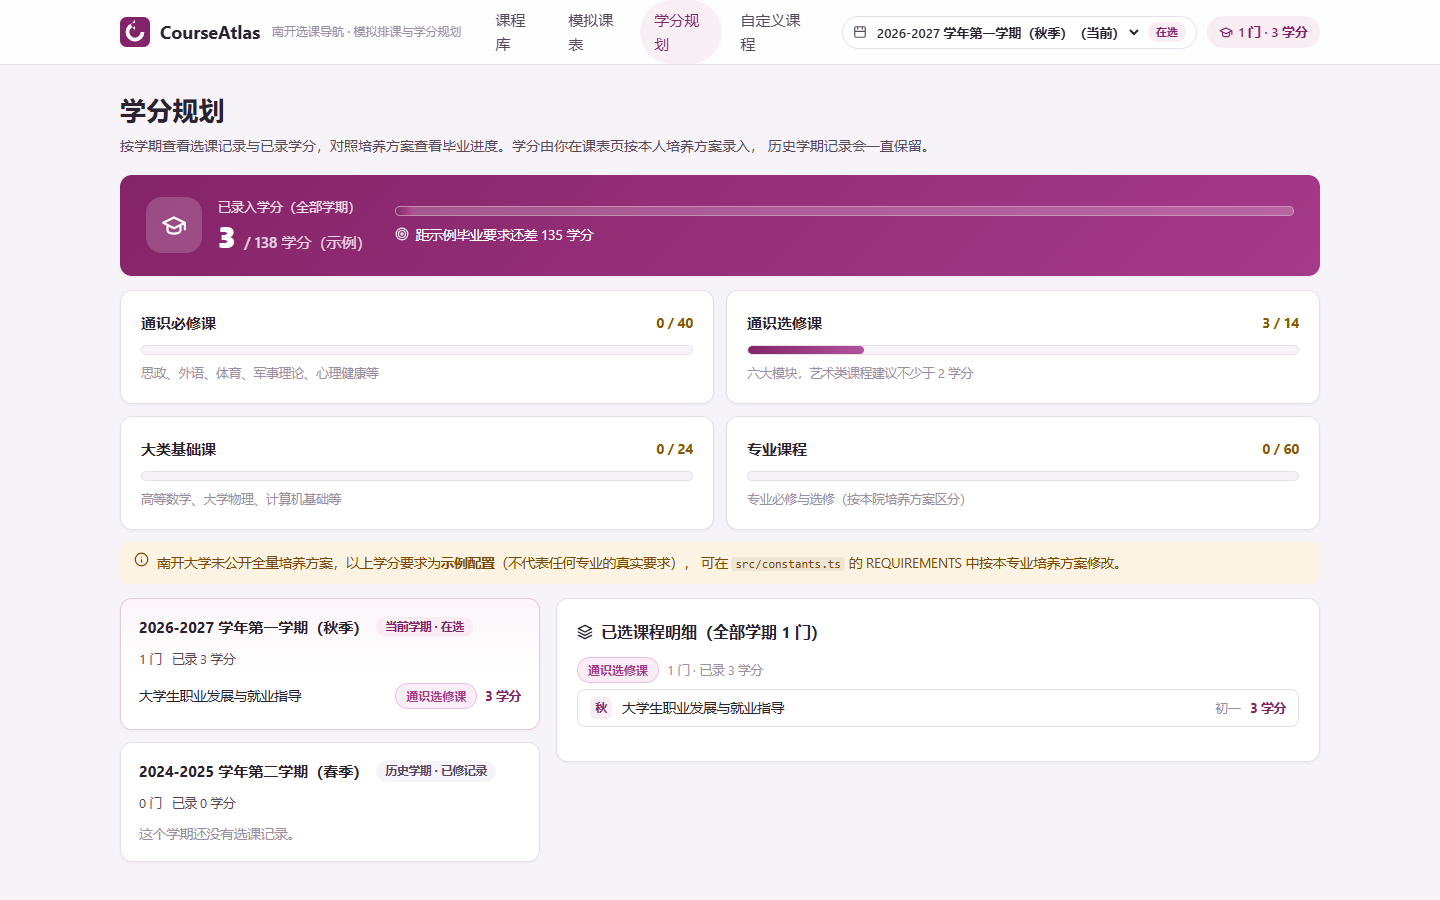 CourseAtlas 南开选课导航 · 模拟排课与学分规划
课程库
模拟课表
学分规划
自定义课程
2026-2027 学年第一学期（秋季）（当前） 在选
1 门 · 3 学分
学分规划
按学期查看选课记录与已录学分，对照培养方案查看毕业进度。学分由你在课表页按本人培养方案录入， 历史学期记录会一直保留。
已录入学分（全部学期）
3 / 138 学分（示例）
距示例毕业要求还差 135 学分
通识必修课 0 / 40
思政、外语、体育、军事理论、心理健康等
通识选修课 3 / 14
六大模块，艺术类课程建议不少于 2 学分
大类基础课 0 / 24
高等数学、大学物理、计算机基础等
专业课程 0 / 60
专业必修与选修（按本院培养方案区分）
南开大学未公开全量培养方案，以上学分要求为示例配置（不代表任何专业的真实要求）， 可在 src/constants.ts 的 REQUIREMENTS 中按本专业培养方案修改。
2026-2027 学年第一学期（秋季） 当前学期 · 在选
1 门 已录 3 学分
大学生职业发展与就业指导 通识选修课 3 学分
2024-2025 学年第二学期（春季） 历史学期 · 已修记录
0 门 已录 0 学分
这个学期还没有选课记录。
已选课程明细（全部学期 1 门）
通识选修课 1 门 · 已录 3 学分
秋 大学生职业发展与就业指导 初一 3 学分